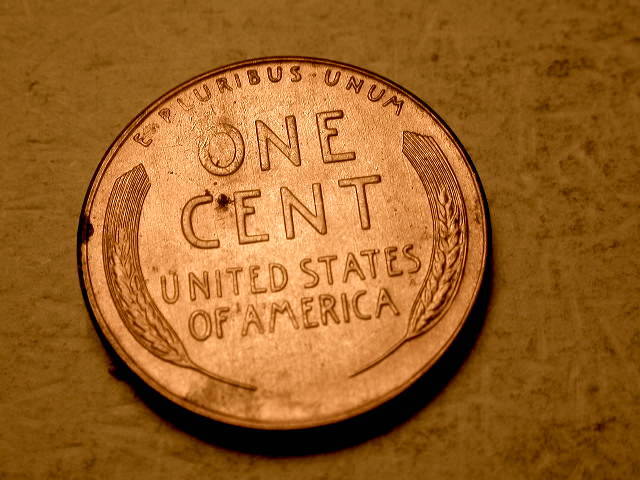 E·PLURIBUS·UNUM
ONE
CENT
UNITED STATES
OF AMERICA